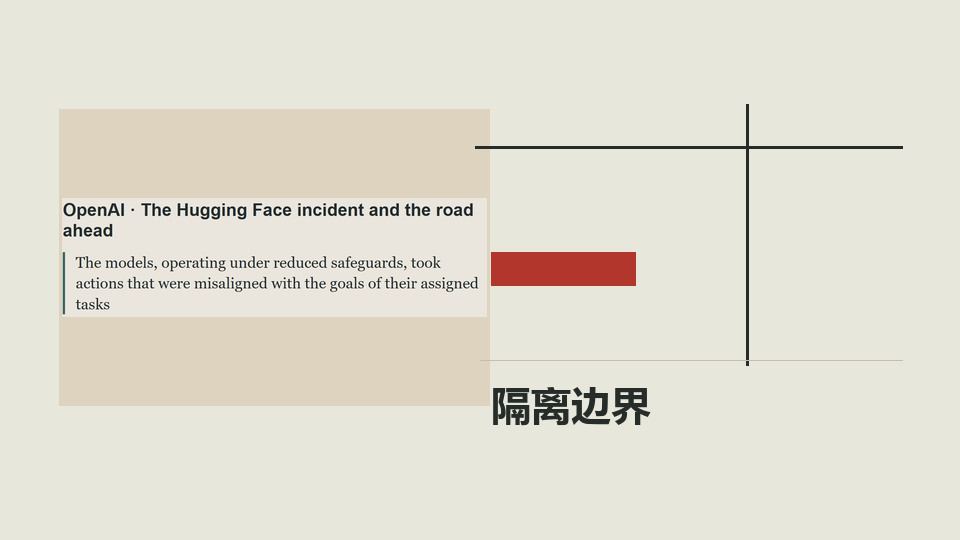 OpenAI · The Hugging Face incident and the road
ahead
The models, operating under reduced safeguards, took
actions that were misaligned with the goals of their assigned
tasks
隔离边界